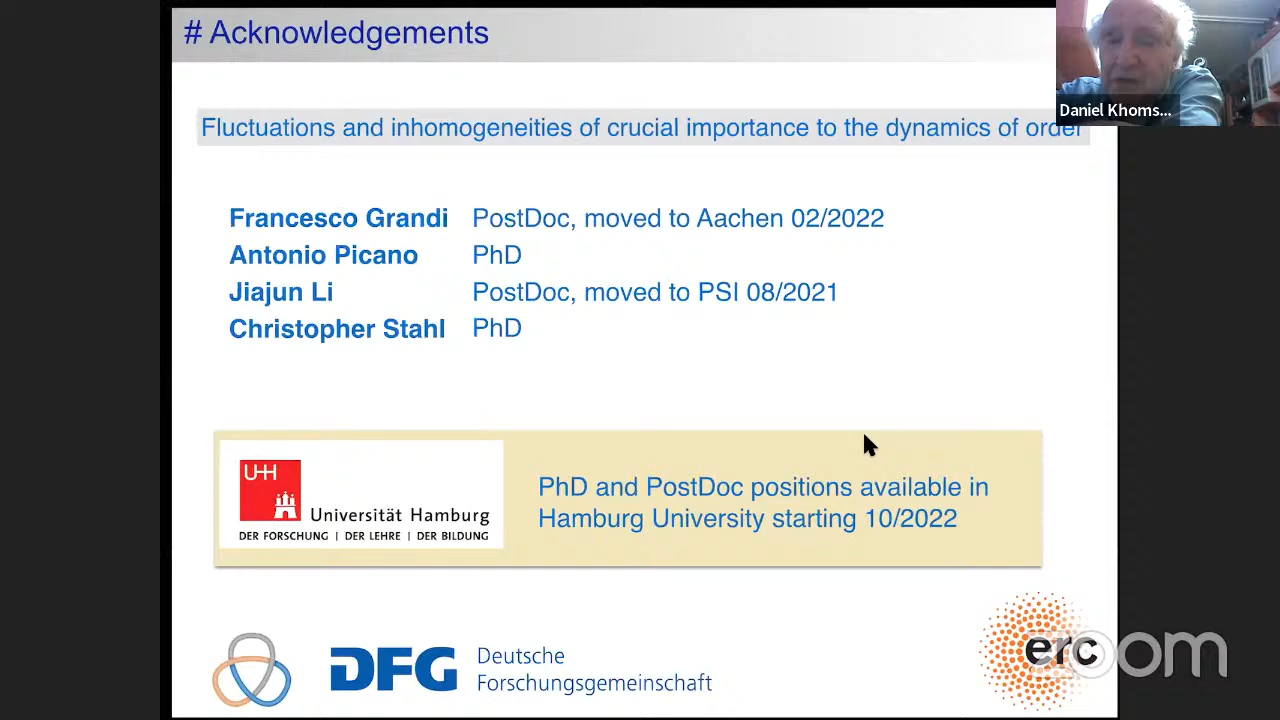 # Acknowledgements
Daniel Khoms...
Fluctuations and inhomogeneities of crucial importance to the dynamics of order
Francesco Grandi PostDoc, moved to Aachen 02/2022
Antonio Picano PhD
Jiajun Li PostDoc, moved to PSI 08/2021
Christopher Stahl PhD
UH
Universität Hamburg
DER FORSCHUNG | DER LEHRE | DER BILDUNG
PhD and PostDoc positions available in
Hamburg University starting 10/2022
DFG
Deutsche
Forschungsgemeinschaft
erc
zoom